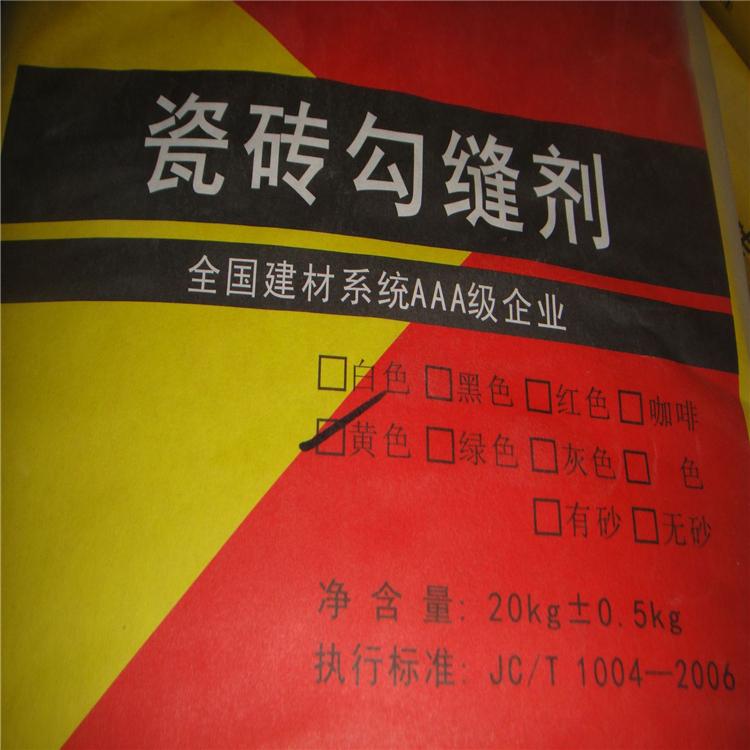 瓷砖勾缝剂
全国建材系统AAA级企业
□白色 □黑色 □红色 □咖啡
□黄色 □绿色 □灰色 □ 色
□有砂 □无砂
净含量: 20kg±0.5kg
执行标准: JC/T 1004—2006